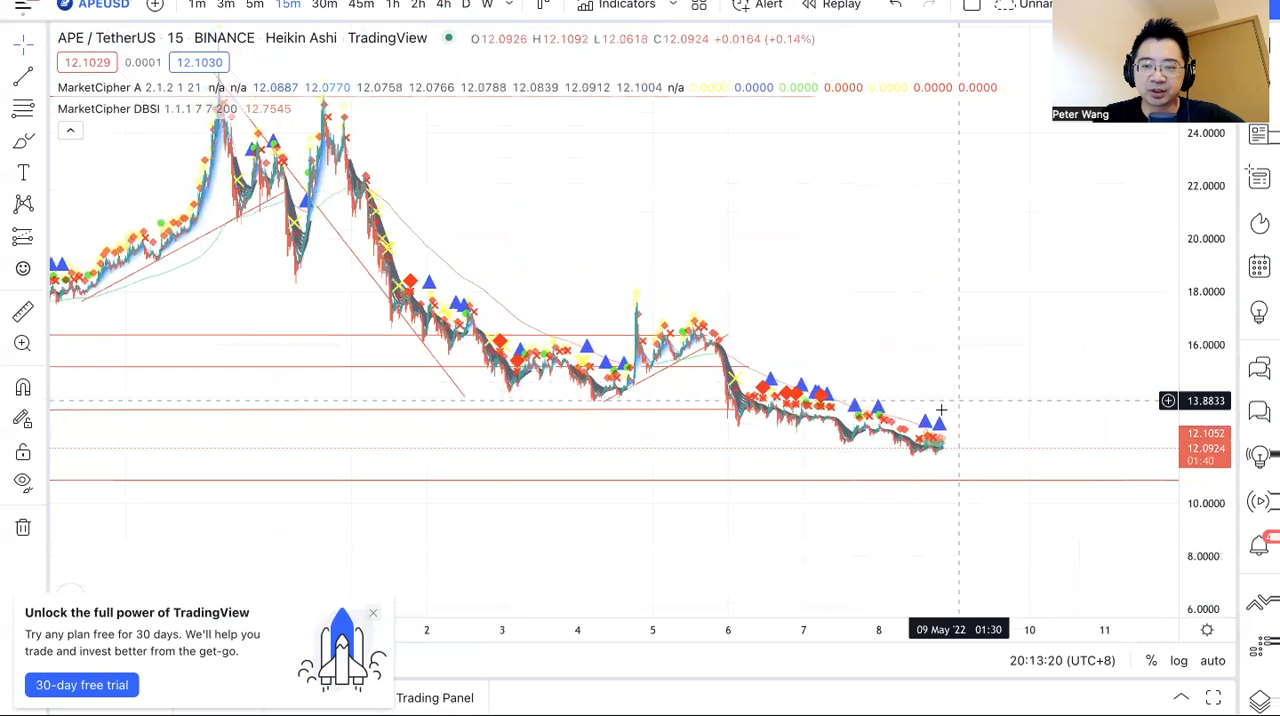 APEUSD 1m 3m 5m 15m 30m 45m 1h 2h 4h D W Indicators Alert Replay
APE / TetherUS · 15 · BINANCE · Heikin Ashi · TradingView O12.0926 H12.1092 L12.0618 C12.0924 +0.0164 (+0.14%)
12.1029 0.0001 12.1030
MarketCipher A 2.1.2 1 21 n/a n/a 12.0887 12.0770 12.0758 12.0766 12.0788 12.0839 12.0912 12.1004 n/a 0.0000 0.0000 0.0000 0.0000 0.0000 0.0000 0.0000
MarketCipher DBSI 1.1.1 7 7 200 12.7545
Peter Wang
24.0000
22.0000
20.0000
18.0000
16.0000
13.8833
12.1052
12.0924
01:40
10.0000
8.0000
6.0000
Unlock the full power of TradingView
Try any plan free for 30 days. We'll help you
trade and invest better from the get-go.
30-day free trial
2 3 4 5 6 7 8 09 May '22 01:30 10 11
20:13:20 (UTC+8) % log auto
Trading Panel